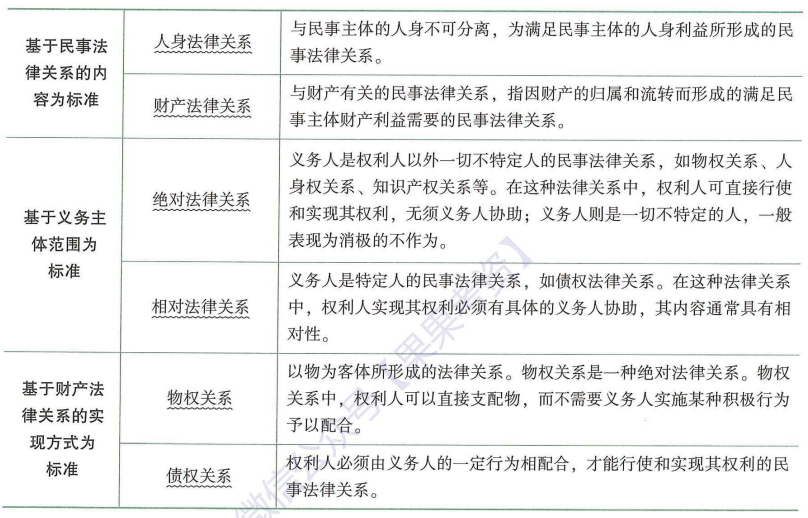 基于民事法
律关系的内
容为标准
人身法律关系
与民事主体的人身不可分离，为满足民事主体的人身利益所形成的民
事法律关系。
财产法律关系
与财产有关的民事法律关系，指因财产的归属和流转而形成的满足民
事主体财产利益需要的民事法律关系。
基于义务主
体范围为
标准
绝对法律关系
义务人是权利人以外一切不特定人的民事法律关系，如物权关系、人
身权关系、知识产权关系等。在这种法律关系中，权利人可直接行使
和实现其权利，无须义务人协助；义务人则是一切不特定的人，一般
表现为消极的不作为。
相对法律关系
义务人是特定人的民事法律关系，如债权法律关系。在这种法律关系
中，权利人实现其权利必须有具体的义务人协助，其内容通常具有相
对性。
基于财产法
律关系的实
现方式为
标准
物权关系
以物为客体所形成的法律关系。物权关系是一种绝对法律关系。物权
关系中，权利人可以直接支配物，而不需要义务人实施某种积极行为
予以配合。
债权关系
权利人必须由义务人的一定行为相配合，才能行使和实现其权利的民
事法律关系。
微信公众号【果果考资】